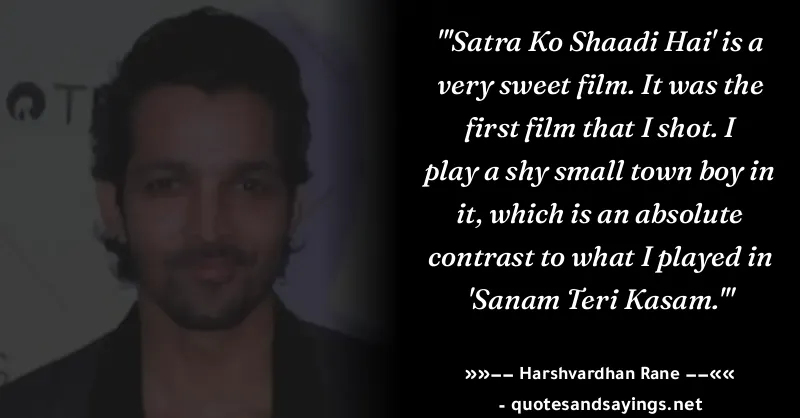 "'Satra Ko Shaadi Hai' is a
very sweet film. It was the
first film that I shot. I
play a shy small town boy in
it, which is an absolute
contrast to what I played in
'Sanam Teri Kasam.'"
»»−− Harshvardhan Rane −−««
- quotesandsayings.net
OT